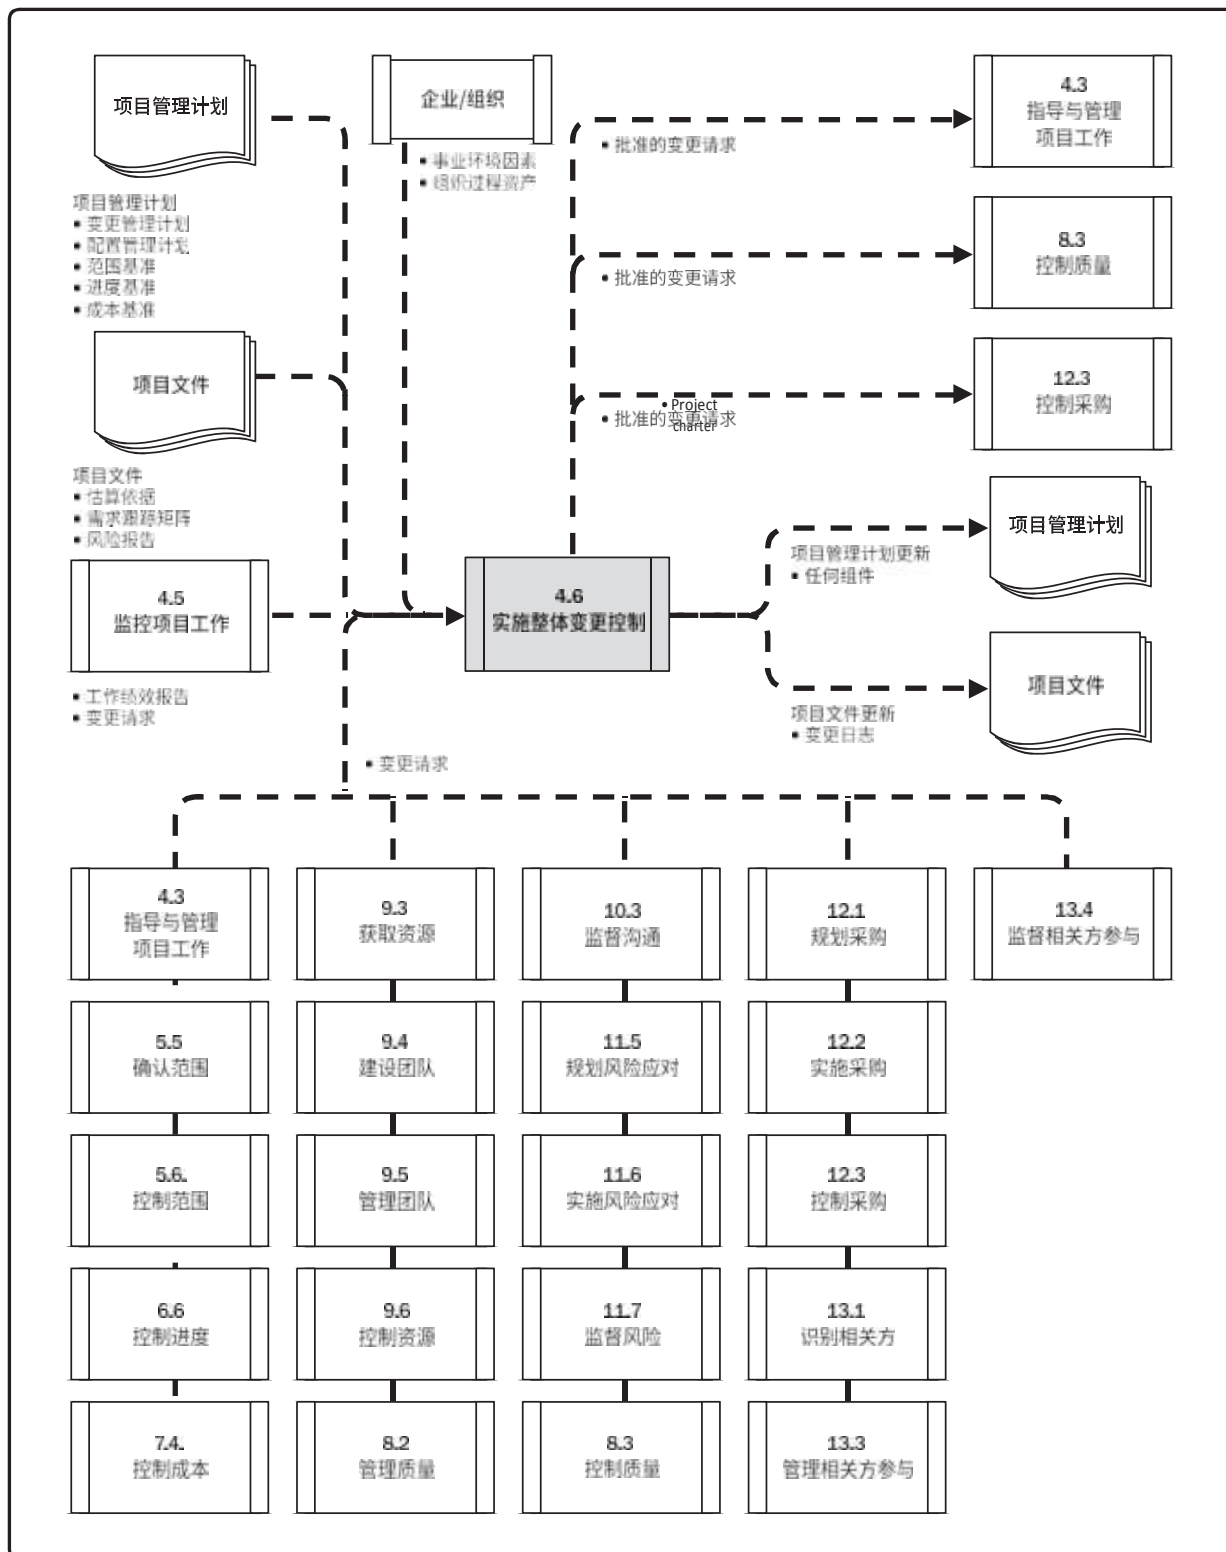 项目管理计划
项目管理计划
▪ 变更管理计划
▪ 配置管理计划
▪ 范围基准
▪ 进度基准
▪ 成本基准
企业/组织
▪ 事业环境因素
▪ 组织过程资产
▪ 批准的变更请求
4.3
指导与管理
项目工作
▪ 批准的变更请求
8.3
控制质量
• Project
charter
▪ 批准的变更请求
12.3
控制采购
项目文件
项目文件
▪ 估算依据
▪ 需求跟踪矩阵
▪ 风险报告
4.5
监控项目工作
▪ 工作绩效报告
▪ 变更请求
4.6
实施整体变更控制
项目管理计划更新
▪ 任何组件
项目管理计划
项目文件更新
▪ 变更日志
项目文件
▪ 变更请求
4.3
指导与管理
项目工作
9.3
获取资源
10.3
监督沟通
12.1
规划采购
13.4
监督相关方参与
5.5
确认范围
9.4
建设团队
11.5
规划风险应对
12.2
实施采购
5.6.
控制范围
9.5
管理团队
11.6
实施风险应对
12.3
控制采购
6.6
控制进度
9.6
控制资源
11.7
监督风险
13.1
识别相关方
7.4.
控制成本
8.2
管理质量
8.3
控制质量
13.3
管理相关方参与